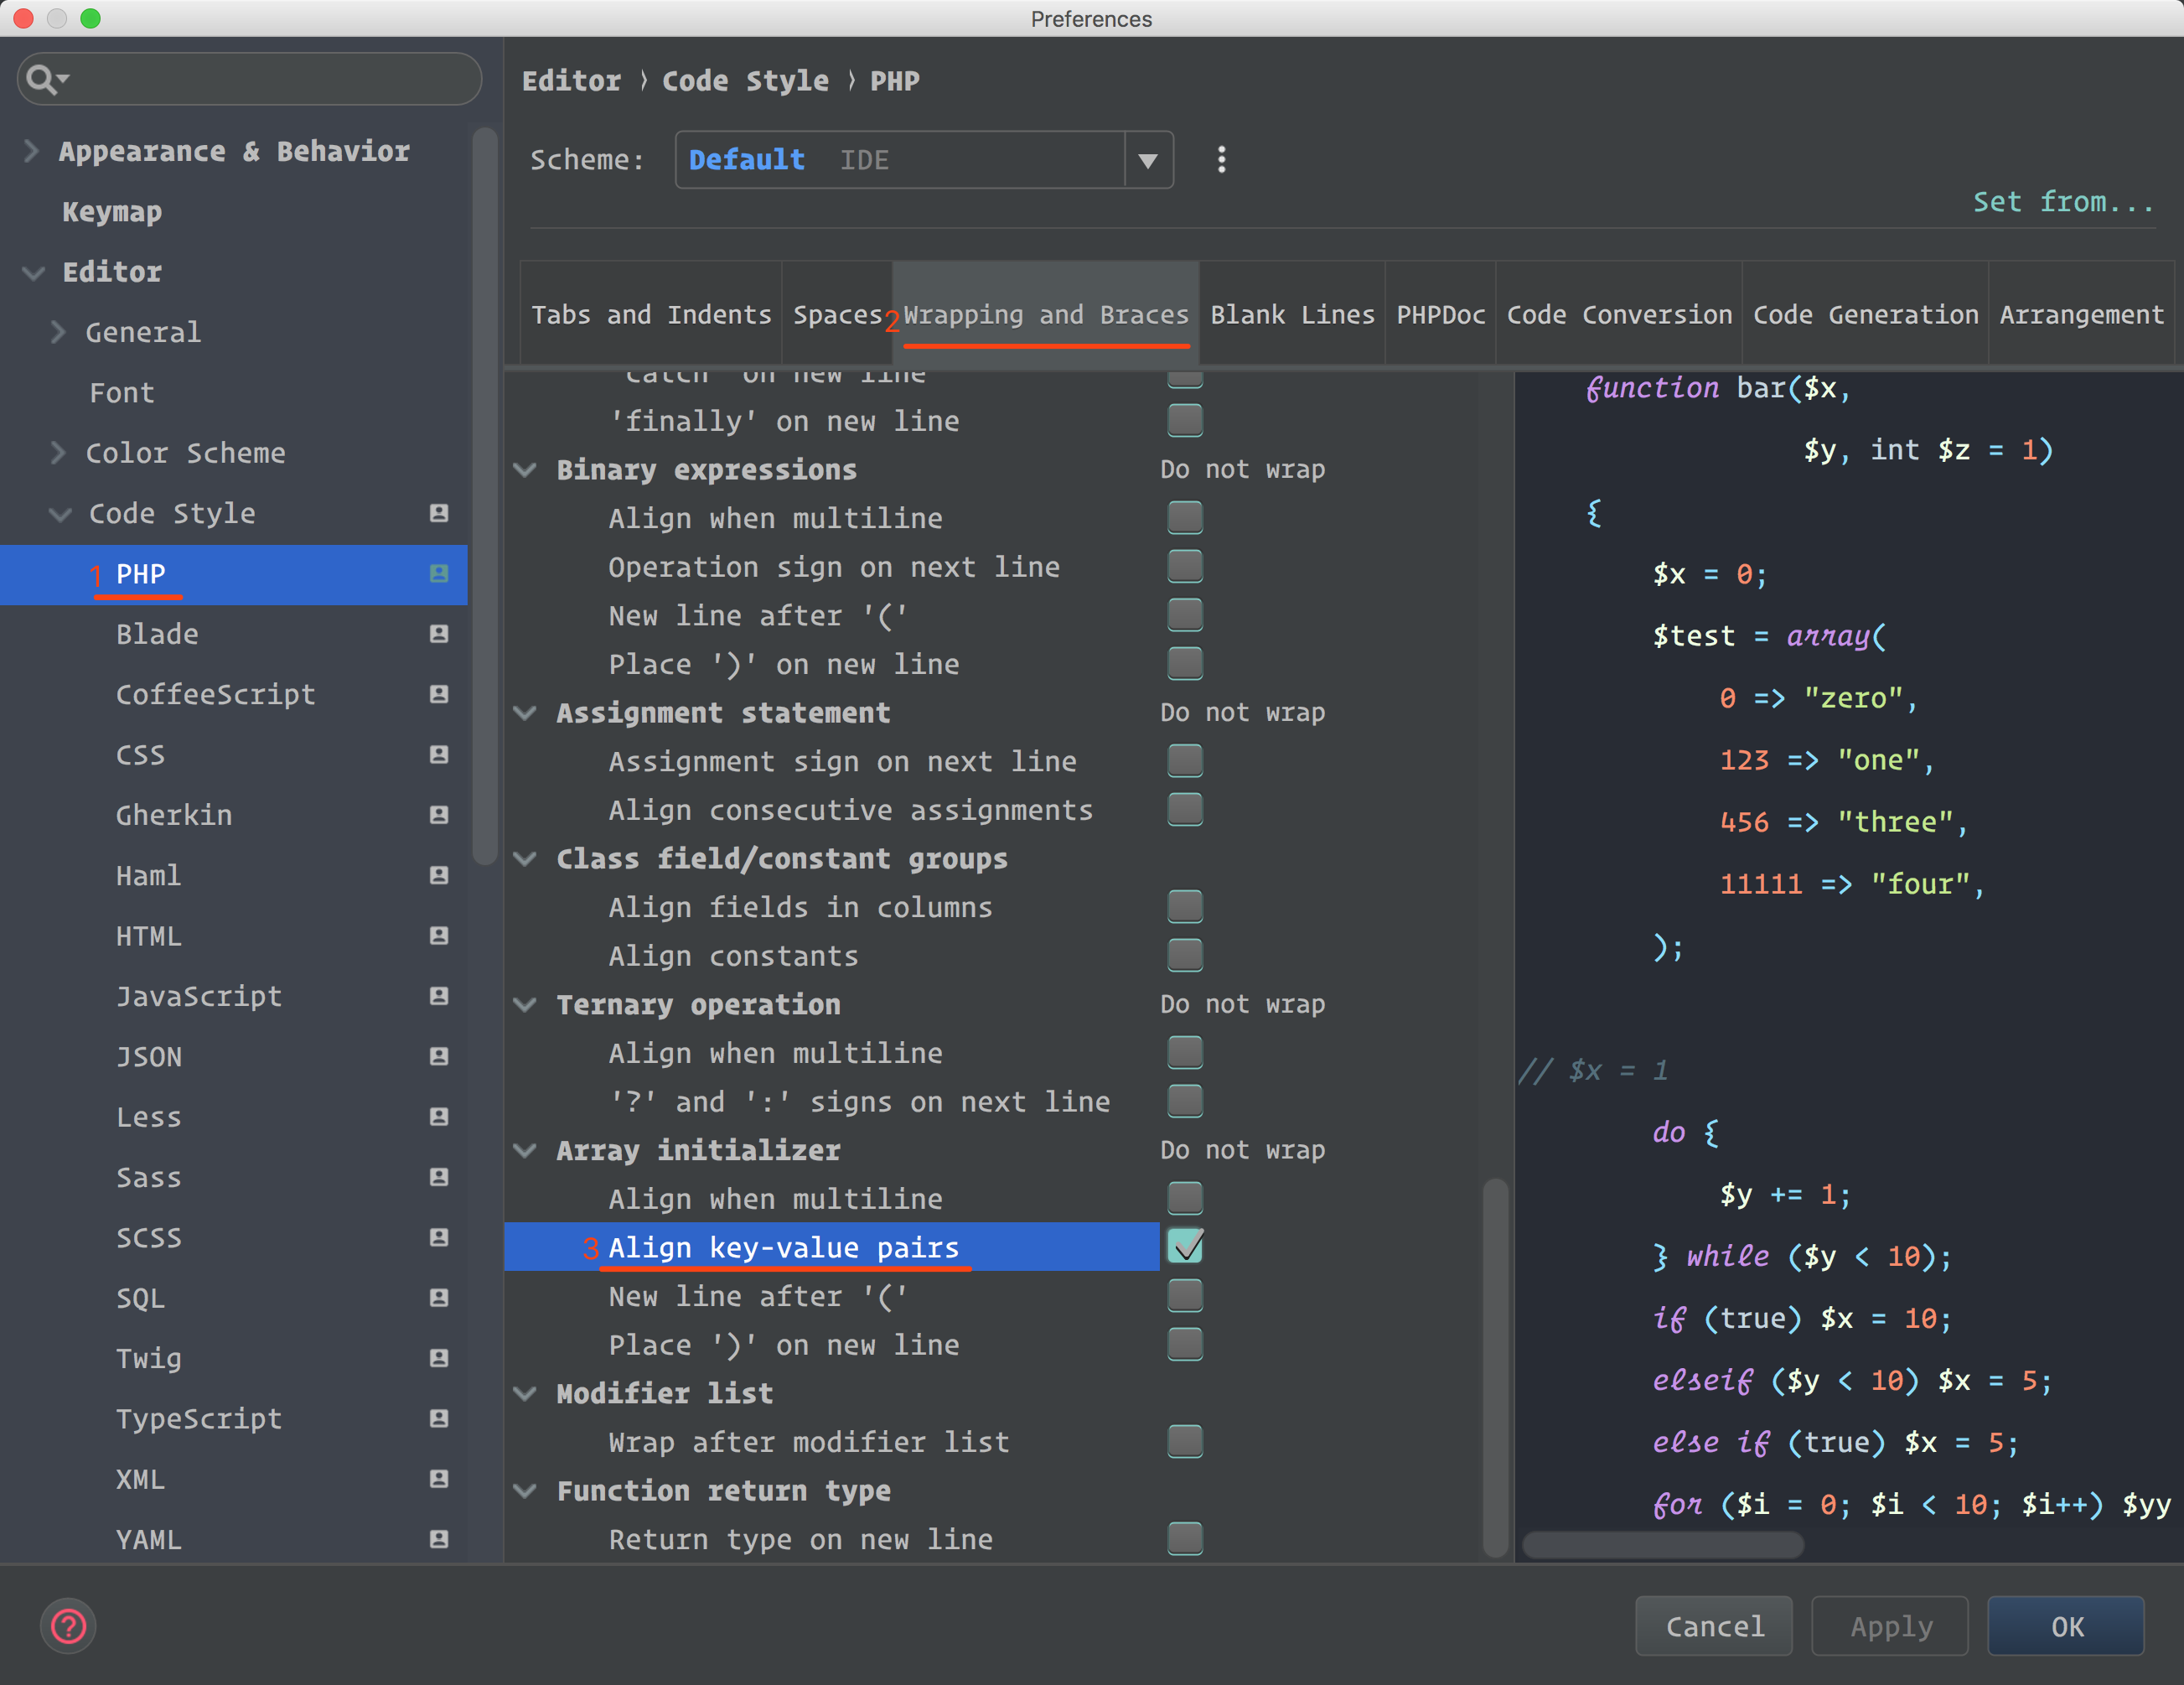 Preferences
Editor › Code Style › PHP
Scheme: Default IDE
Set from...
Appearance & Behavior
Keymap
Editor
General
Font
Color Scheme
Code Style
1 PHP
Blade
CoffeeScript
CSS
Gherkin
Haml
HTML
JavaScript
JSON
Less
Sass
SCSS
SQL
Twig
TypeScript
XML
YAML
Tabs and Indents
Spaces
2 Wrapping and Braces
Blank Lines
PHPDoc
Code Conversion
Code Generation
Arrangement
'catch' on new line
'finally' on new line
Binary expressions Do not wrap
Align when multiline
Operation sign on next line
New line after '('
Place ')' on new line
Assignment statement Do not wrap
Assignment sign on next line
Align consecutive assignments
Class field/constant groups
Align fields in columns
Align constants
Ternary operation Do not wrap
Align when multiline
'?' and ':' signs on next line
Array initializer Do not wrap
Align when multiline
3 Align key-value pairs
New line after '('
Place ')' on new line
Modifier list
Wrap after modifier list
Function return type
Return type on new line
function bar($x,
$y, int $z = 1)
{
$x = 0;
$test = array(
0 => "zero",
123 => "one",
456 => "three",
11111 => "four",
);
// $x = 1
do {
$y += 1;
} while ($y < 10);
if (true) $x = 10;
elseif ($y < 10) $x = 5;
else if (true) $x = 5;
for ($i = 0; $i < 10; $i++) $yy
?
Cancel
Apply
OK